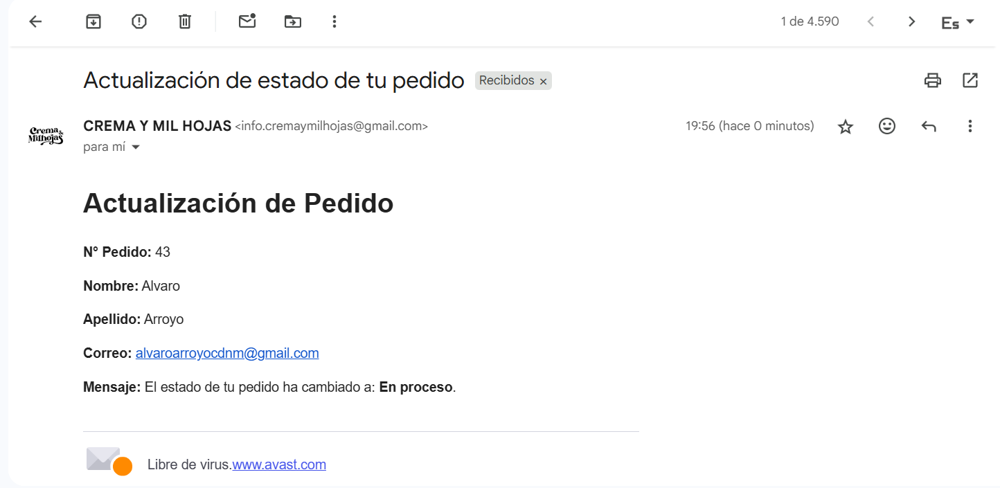 1 de 4.590
Es
Actualización de estado de tu pedido Recibidos ×
Crema &
Milhojas
CREMA Y MIL HOJAS <info.cremaymilhojas@gmail.com> 19:56 (hace 0 minutos)
para mí
Actualización de Pedido
N° Pedido: 43
Nombre: Alvaro
Apellido: Arroyo
Correo: alvaroarroyocdnm@gmail.com
Mensaje: El estado de tu pedido ha cambiado a: En proceso.
Libre de virus.www.avast.com